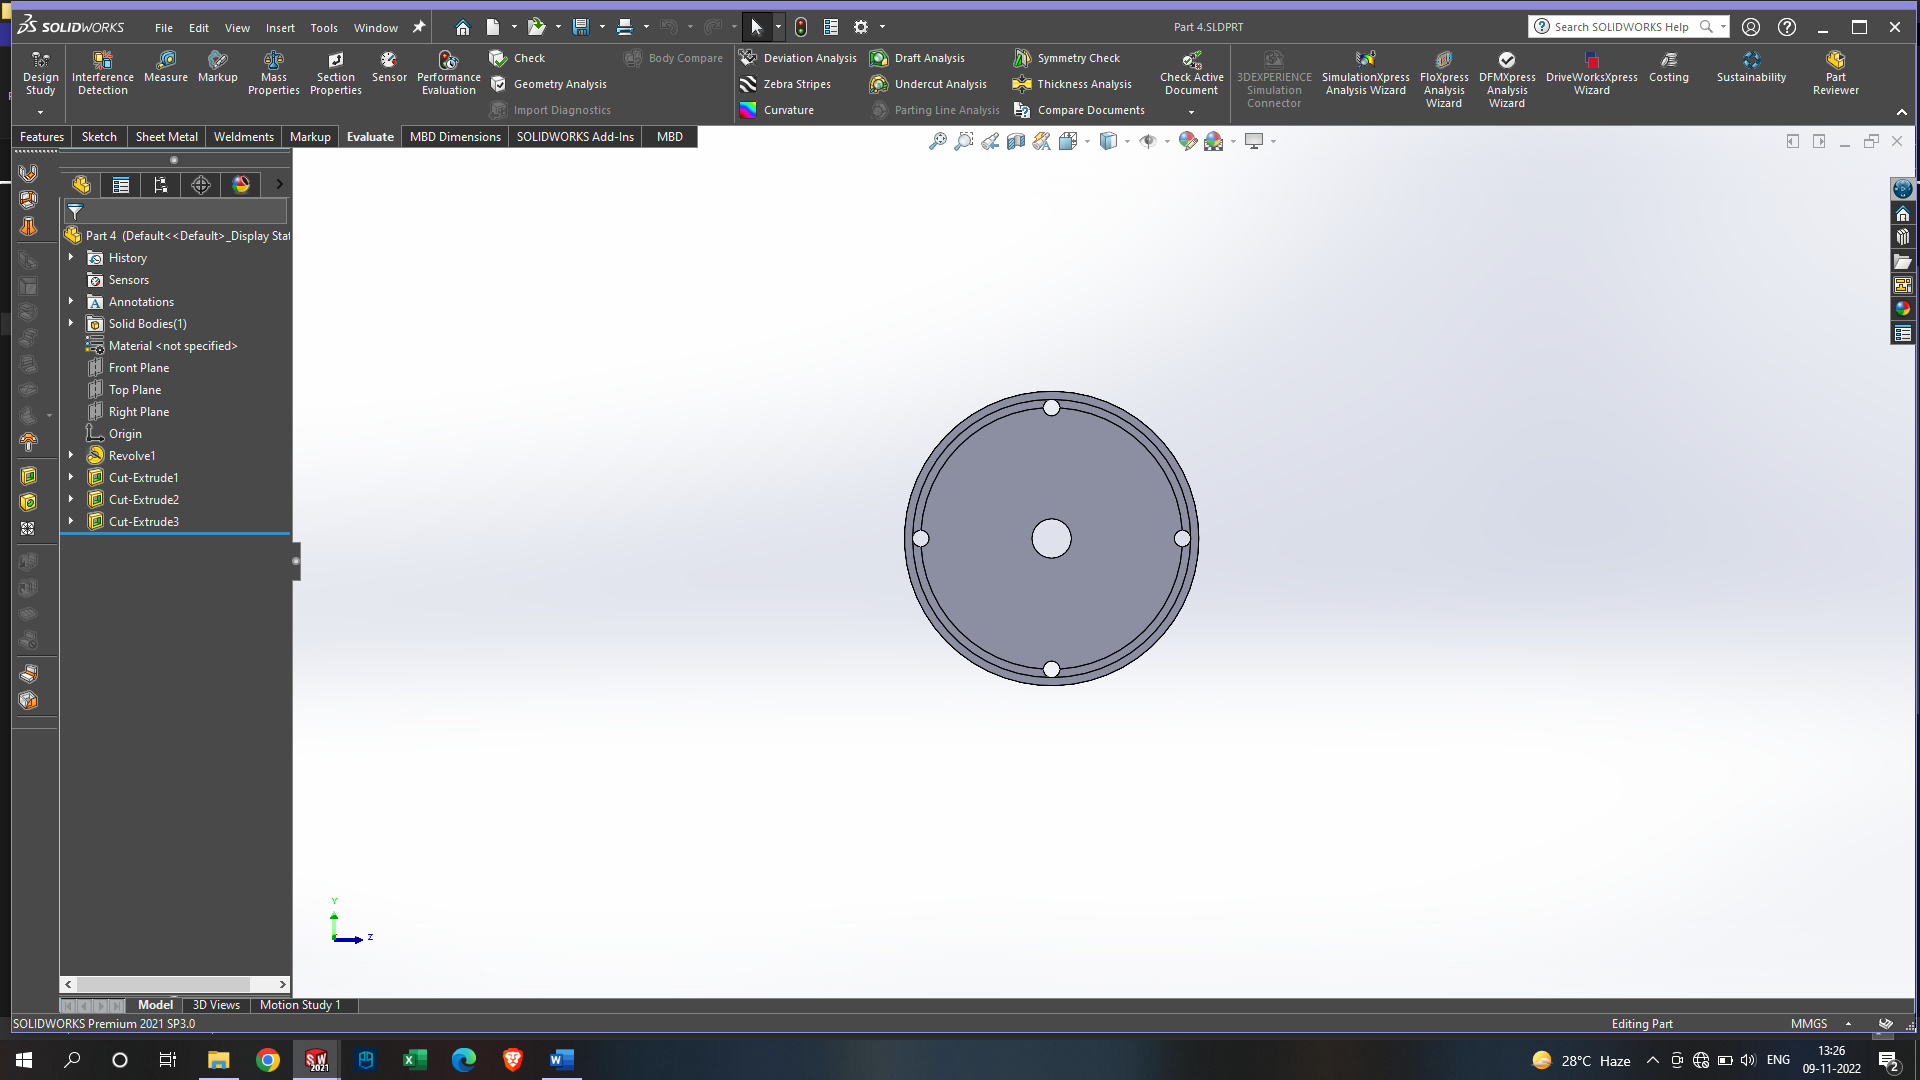 SOLIDWORKS File Edit View Insert Tools Window Part 4.SLDPRT Search SOLIDWORKS Help
Design Study
Interference Detection
Measure
Markup
Mass Properties
Section Properties
Sensor
Performance Evaluation
Check
Geometry Analysis
Import Diagnostics
Body Compare
Deviation Analysis
Zebra Stripes
Curvature
Draft Analysis
Undercut Analysis
Parting Line Analysis
Symmetry Check
Thickness Analysis
Compare Documents
Check Active Document
3DEXPERIENCE Simulation Connector
SimulationXpress Analysis Wizard
FloXpress Analysis Wizard
DFMXpress Analysis Wizard
DriveWorksXpress Wizard
Costing
Sustainability
Part Reviewer
Features Sketch Sheet Metal Weldments Markup Evaluate MBD Dimensions SOLIDWORKS Add-Ins MBD
Part 4 (Default<<Default>_Display Stat
History
Sensors
Annotations
Solid Bodies(1)
Material <not specified>
Front Plane
Top Plane
Right Plane
Origin
Revolve1
Cut-Extrude1
Cut-Extrude2
Cut-Extrude3
Y
Z
Model 3D Views Motion Study 1
SOLIDWORKS Premium 2021 SP3.0 Editing Part MMGS
28°C Haze ENG 13:26
09-11-2022
2